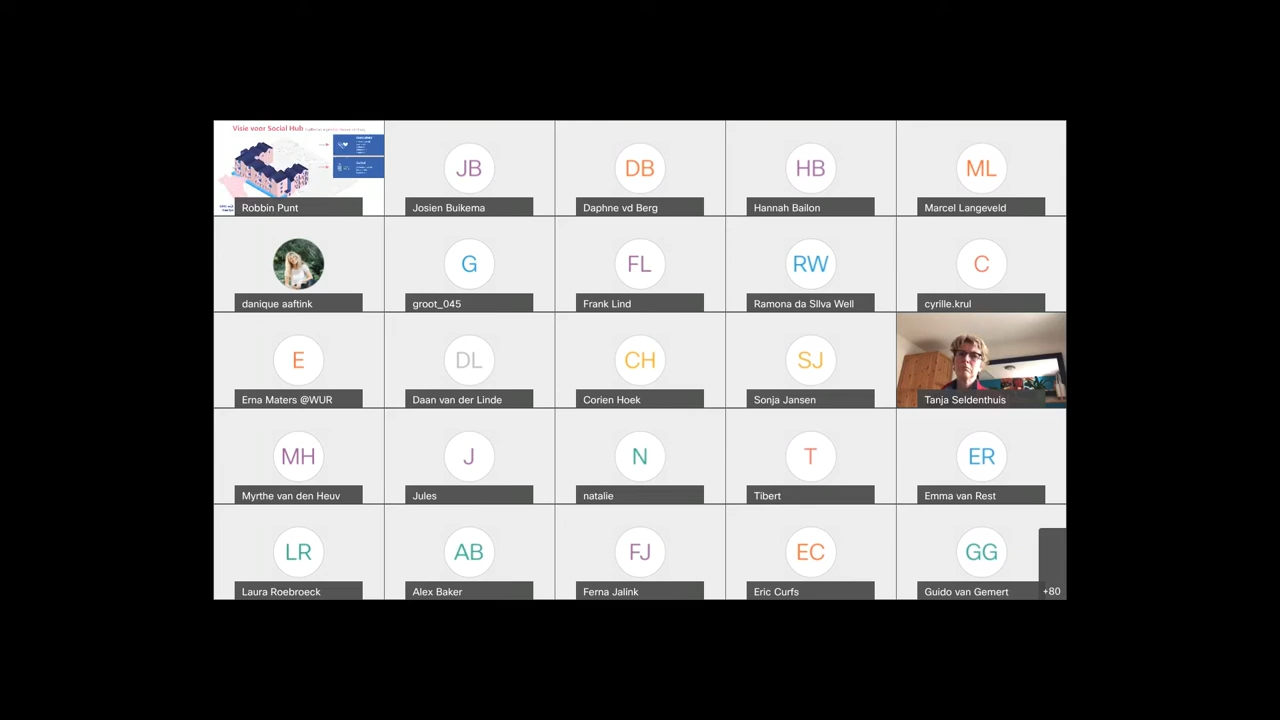 Visie voor Social Hub
Robbin Punt
JB
Josien Buikema
DB
Daphne vd Berg
HB
Hannah Bailon
ML
Marcel Langeveld
danique aaftink
G
groot_045
FL
Frank Lind
RW
Ramona da SIlva Well
C
cyrille.krul
E
Erna Maters @WUR
DL
Daan van der Linde
CH
Corien Hoek
SJ
Sonja Jansen
Tanja Seldenthuis
MH
Myrthe van den Heuv
J
Jules
N
natalie
T
Tibert
ER
Emma van Rest
LR
Laura Roebroeck
AB
Alex Baker
FJ
Ferna Jalink
EC
Eric Curfs
GG
Guido van Gemert
+80